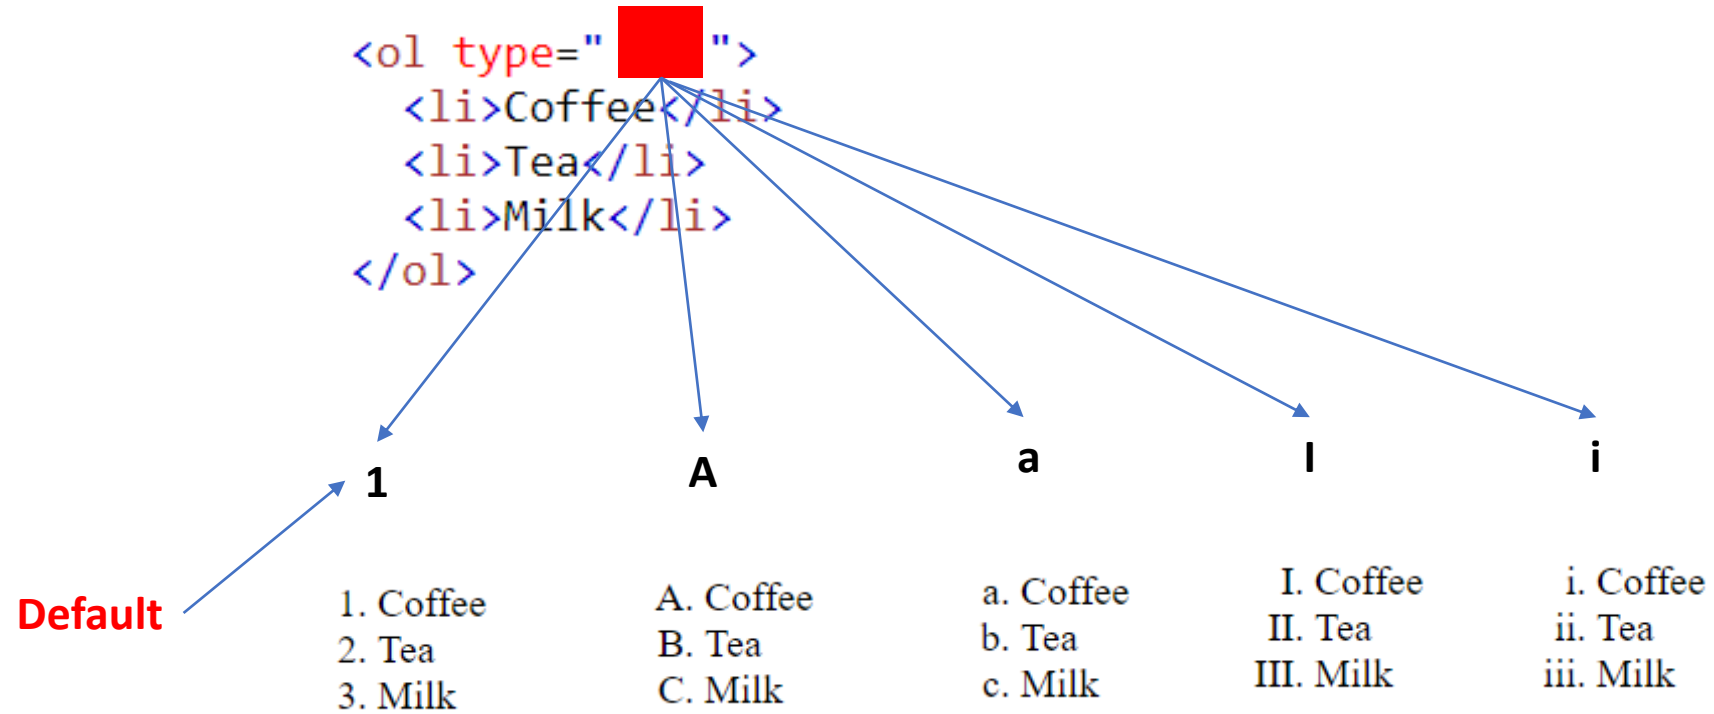 <ol type=" ">
<li>Coffee</li>
<li>Tea</li>
<li>Milk</li>
</ol>
1 A a I i
Default
1. Coffee
2. Tea
3. Milk
A. Coffee
B. Tea
C. Milk
a. Coffee
b. Tea
c. Milk
I. Coffee
II. Tea
III. Milk
i. Coffee
ii. Tea
iii. Milk